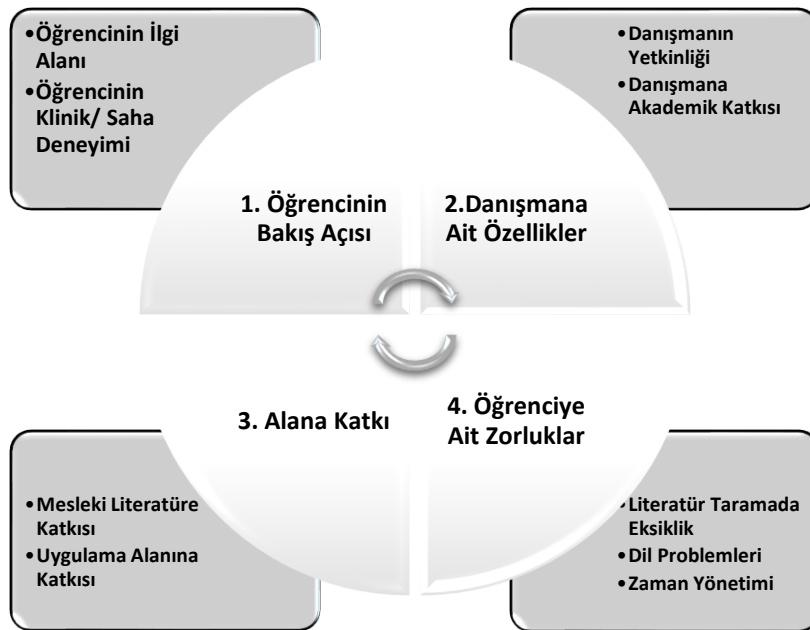 •Öğrencinin İlgi
Alanı
•Öğrencinin
Klinik/ Saha
Deneyimi
•Danışmanın
Yetkinliği
•Danışmana
Akademik Katkısı
1. Öğrencinin
Bakış Açısı
2.Danışmana
Ait Özellikler
3. Alana Katkı
4. Öğrenciye
Ait Zorluklar
•Mesleki Literatüre
Katkısı
•Uygulama Alanına
Katkısı
•Literatür Taramada
Eksiklik
•Dil Problemleri
•Zaman Yönetimi